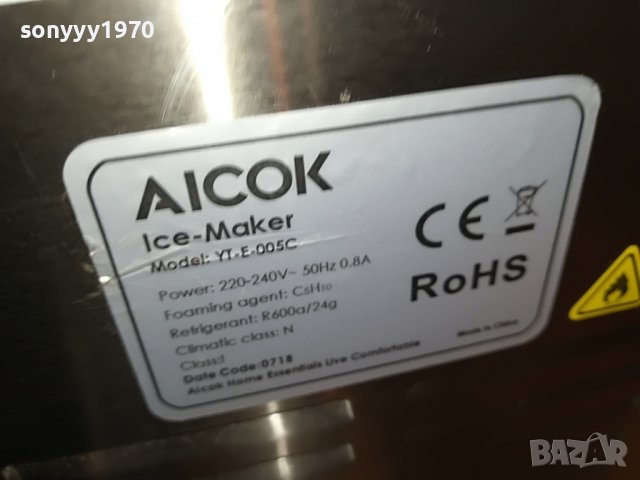 sonyyy1970
AICOK
Ice-Maker
Model: YT-E-005C
Power: 220-240V~ 50Hz 0.8A
Foaming agent: C5H10
Refrigerant: R600a/24g
Climatic class: N
Class:I
Date Code:0718
Aicok Home Essentials Live Comfortable
CE
RoHS
Made in China
BAZAR